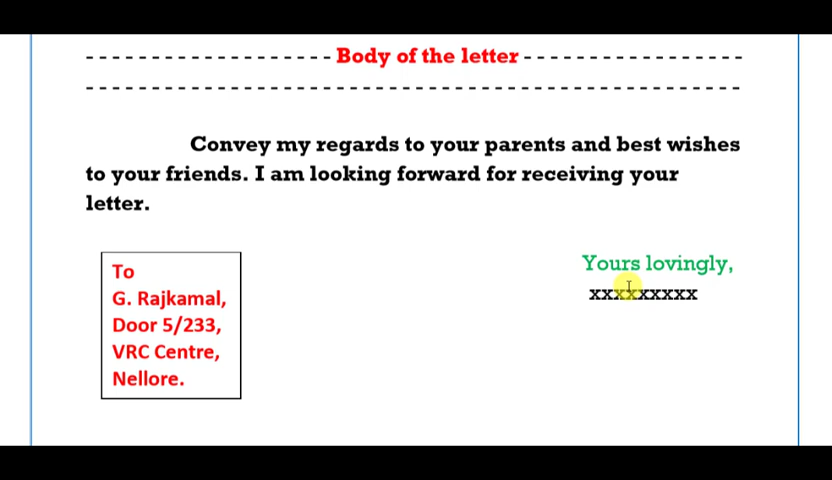 - - - - - - - - - - - - - - - - - - - Body of the letter - - - - - - - - - - - - - - - - -
- - - - - - - - - - - - - - - - - - - - - - - - - - - - - - - - - - - - - - - - - - - - - - - - - -
Convey my regards to your parents and best wishes
to your friends. I am looking forward for receiving your
letter.
Yours lovingly,
xxxxxxxxx
To
G. Rajkamal,
Door 5/233,
VRC Centre,
Nellore.